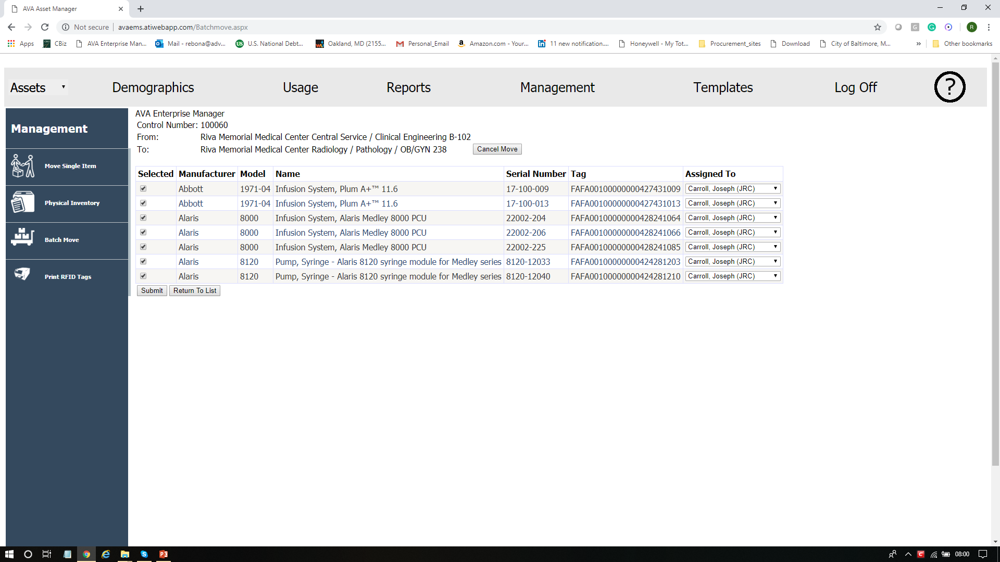 AVA Asset Manager
Not secure | avaems.atiwebapp.com/Batchmove.aspx
Apps CBiz AVA Enterprise Man... Mail - rebona@adv... U.S. National Debt... Oakland, MD (2155... Personal_Email Amazon.com - Your... 11 new notification.... Honeywell - My Tot... Procurement_sites Download City of Baltimore, M... » Other bookmarks
Assets Demographics Usage Reports Management Templates Log Off ?
Management
Move Single Item
Physical Inventory
Batch Move
Print RFID Tags
AVA Enterprise Manager
Control Number: 100060
From: Riva Memorial Medical Center Central Service / Clinical Engineering B-102
To: Riva Memorial Medical Center Radiology / Pathology / OB/GYN 238 Cancel Move
Selected Manufacturer Model Name Serial Number Tag Assigned To
Abbott 1971-04 Infusion System, Plum A+™ 11.6 17-100-009 FAFA00100000000427431009 Carroll, Joseph (JRC)
Abbott 1971-04 Infusion System, Plum A+™ 11.6 17-100-013 FAFA00100000000427431013 Carroll, Joseph (JRC)
Alaris 8000 Infusion System, Alaris Medley 8000 PCU 22002-204 FAFA00100000000428241064 Carroll, Joseph (JRC)
Alaris 8000 Infusion System, Alaris Medley 8000 PCU 22002-206 FAFA00100000000428241066 Carroll, Joseph (JRC)
Alaris 8000 Infusion System, Alaris Medley 8000 PCU 22002-225 FAFA00100000000428241085 Carroll, Joseph (JRC)
Alaris 8120 Pump, Syringe - Alaris 8120 syringe module for Medley series 8120-12033 FAFA00100000000424281203 Carroll, Joseph (JRC)
Alaris 8120 Pump, Syringe - Alaris 8120 syringe module for Medley series 8120-12040 FAFA00100000000424281210 Carroll, Joseph (JRC)
Submit Return To List
08:00